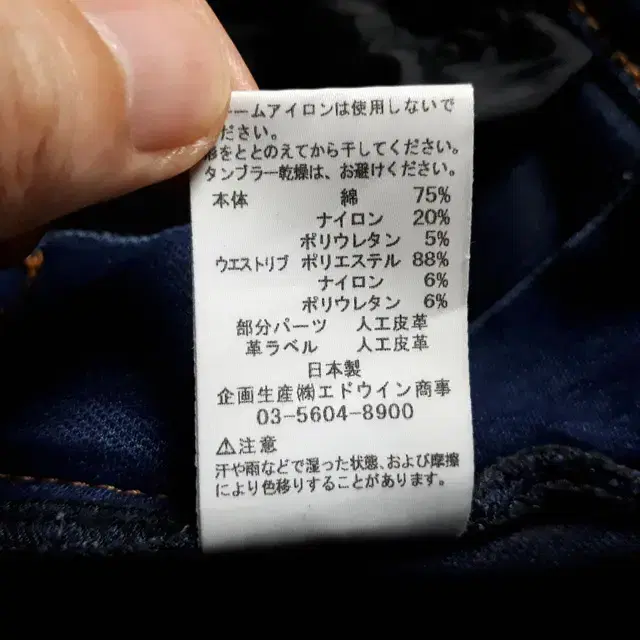 ームアイロンは使用しないで
ださい。
形をととのえてから干してください。
タンブラー乾燥は、お避けください。
本体 綿 75%
ナイロン 20%
ポリウレタン 5%
ウエストリブ ポリエステル 88%
ナイロン 6%
ポリウレタン 6%
部分パーツ 人工皮革
革ラベル 人工皮革
日本製
企画生産㈱エドウイン商事
03-5604-8900
⚠注意
汗や雨などで湿った状態、および摩擦
により色移りすることがあります。